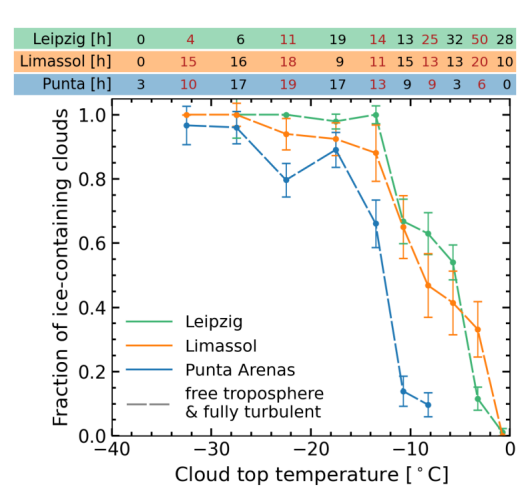 Leipzig [h] 0 4 6 11 19 14 13 25 32 50 28
Limassol [h] 0 15 16 18 9 11 15 13 13 20 10
Punta [h] 3 10 17 19 17 13 9 9 3 6 0
Fraction of ice-containing clouds
1.0
0.8
0.6
0.4
0.2
0.0
Leipzig
Limassol
Punta Arenas
free troposphere
& fully turbulent
−40 −30 −20 −10 0
Cloud top temperature [°C]